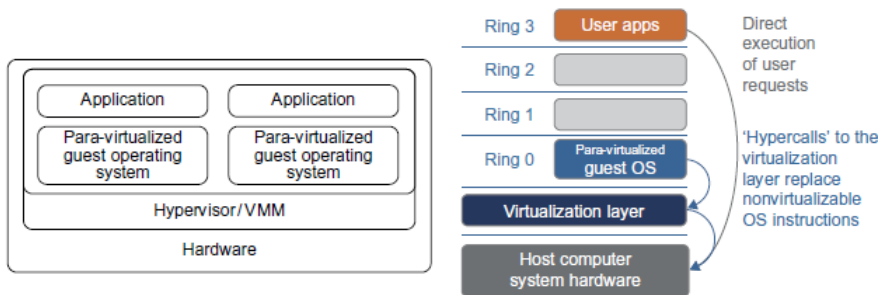 Application
Application
Para-virtualized
guest operating
system
Para-virtualized
guest operating
system
Hypervisor/VMM
Hardware
Ring 3
User apps
Ring 2
Ring 1
Ring 0
Para-virtualized
guest OS
Virtualization layer
Host computer
system hardware
Direct
execution
of user
requests
'Hypercalls' to the
virtualization
layer replace
nonvirtualizable
OS instructions